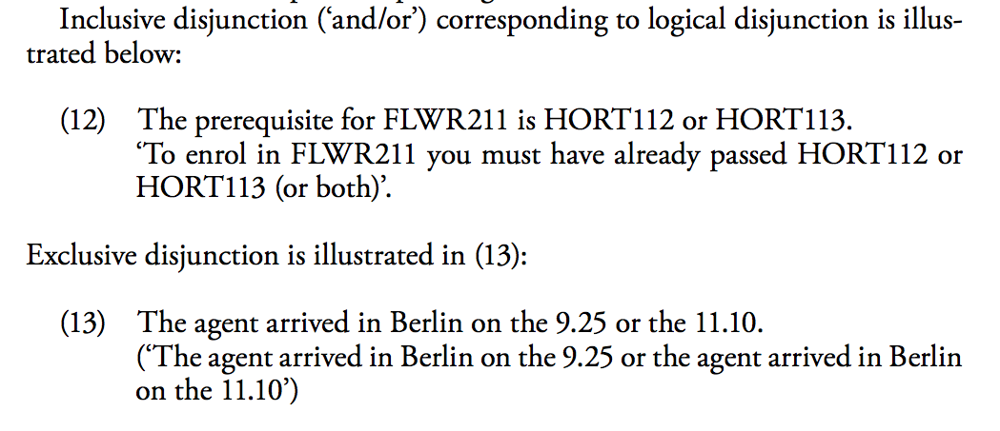 Inclusive disjunction (‘and/or’) corresponding to logical disjunction is illus-
trated below:
(12) The prerequisite for FLWR211 is HORT112 or HORT113.
‘To enrol in FLWR211 you must have already passed HORT112 or
HORT113 (or both)’.
Exclusive disjunction is illustrated in (13):
(13) The agent arrived in Berlin on the 9.25 or the 11.10.
(‘The agent arrived in Berlin on the 9.25 or the agent arrived in Berlin
on the 11.10’)